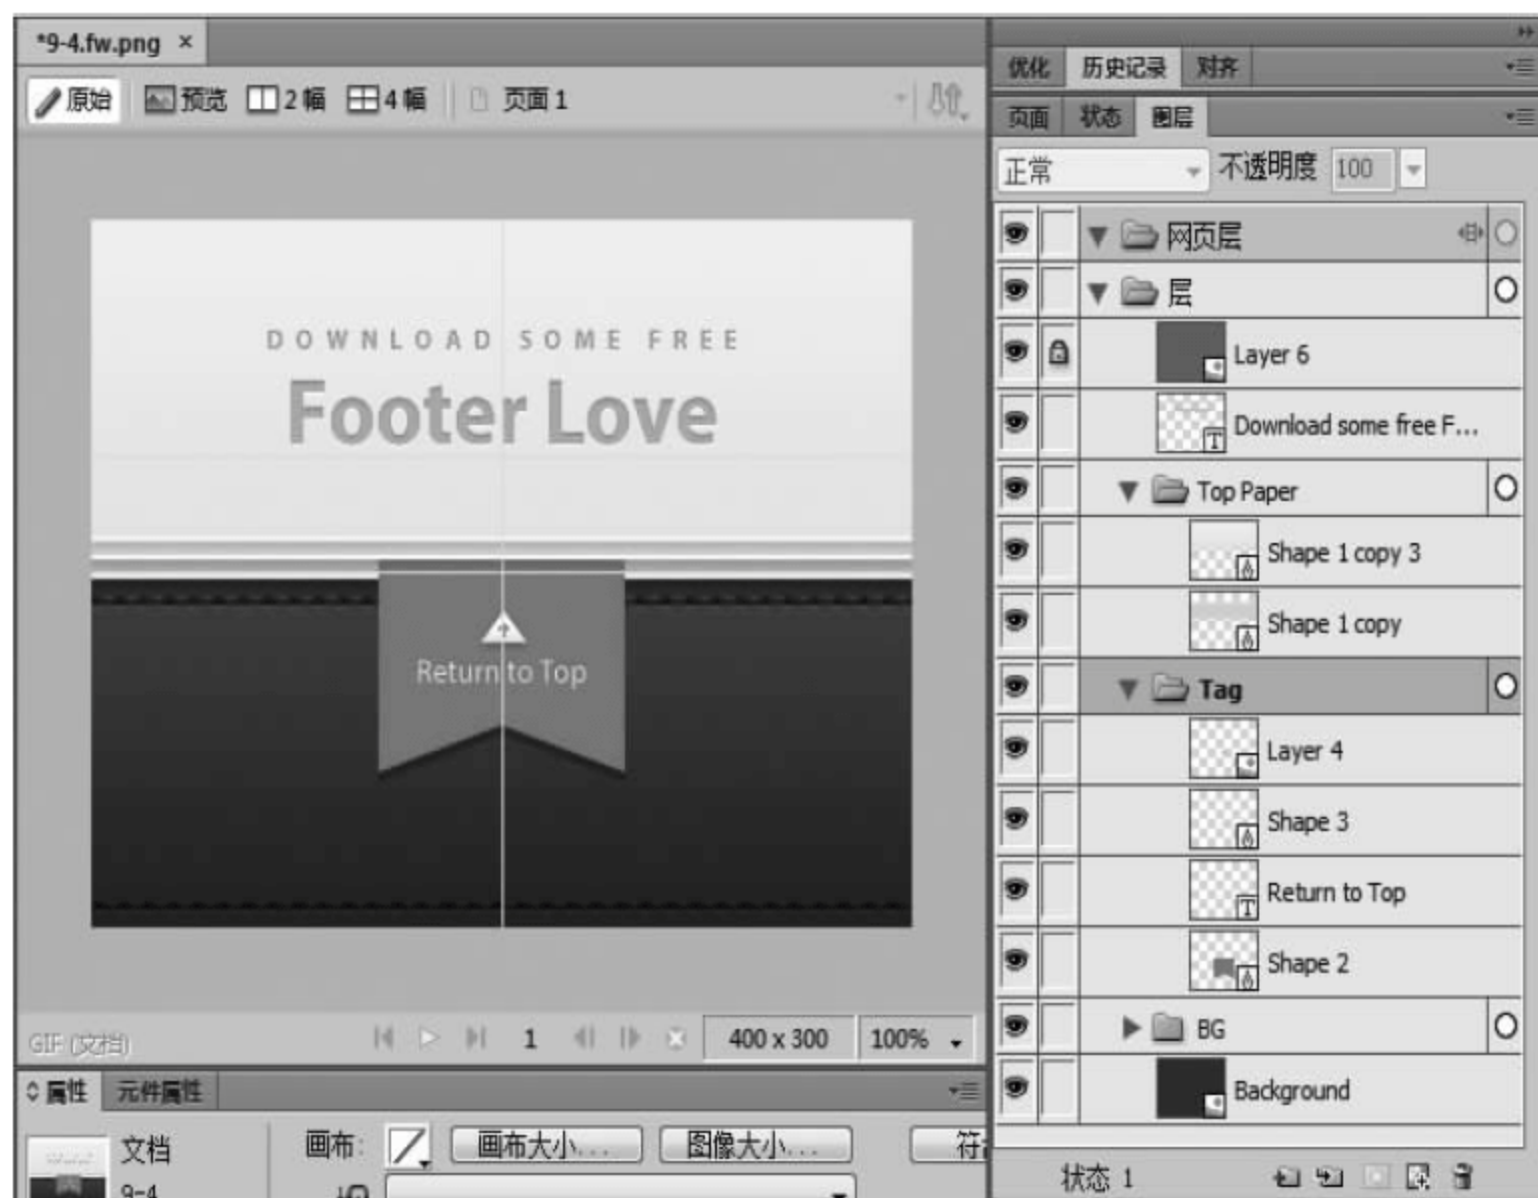 *9-4.fw.png ×
原始 预览 2 幅 4 幅 页面 1
DOWNLOAD SOME FREE
Footer Love
Return to Top
GIF (文档) 1 400 x 300 100%
属性 元件属性
文档 画布: 画布大小... 图像大小...
9-4
优化 历史记录 对齐
页面 状态 图层
正常 不透明度 100
网页层
层
Layer 6
Download some free F...
Top Paper
Shape 1 copy 3
Shape 1 copy
Tag
Layer 4
Shape 3
Return to Top
Shape 2
BG
Background
状态 1